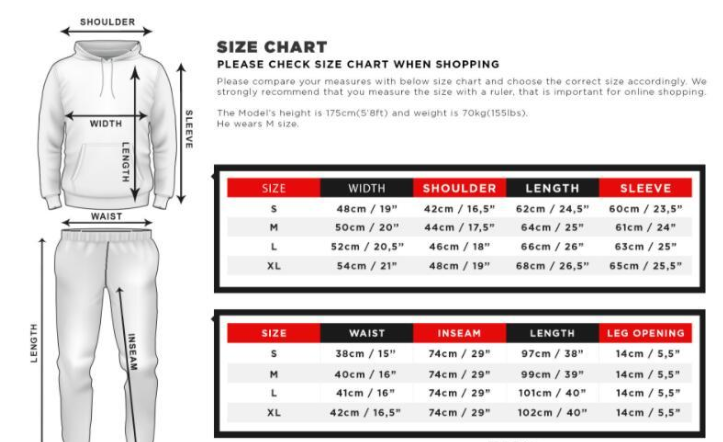 SHOULDER
WIDTH
LENGTH
SLEEVE
WAIST
LENGTH
INSEAM
SIZE CHART
PLEASE CHECK SIZE CHART WHEN SHOPPING
Please compare your measures with below size chart and choose the correct size accordingly. We
strongly recommend that you measure the size with a ruler, that is important for online shopping.
The Model's height is 175cm(5'8ft) and weight is 70kg(155lbs).
He wears M size.
SIZE WIDTH SHOULDER LENGTH SLEEVE
S 48cm / 19" 42cm / 16,5" 62cm / 24,5" 60cm / 23,5"
M 50cm / 20" 44cm / 17,5" 64cm / 25" 61cm / 24"
L 52cm / 20,5" 46cm / 18" 66cm / 26" 63cm / 25"
XL 54cm / 21" 48cm / 19" 68cm / 26,5" 65cm / 25,5"
SIZE WAIST INSEAM LENGTH LEG OPENING
S 38cm / 15" 74cm / 29" 97cm / 38" 14cm / 5,5"
M 40cm / 16" 74cm / 29" 99cm / 39" 14cm / 5,5"
L 41cm / 16" 74cm / 29" 101cm / 40" 14cm / 5,5"
XL 42cm / 16,5" 74cm / 29" 102cm / 40" 14cm / 5,5"